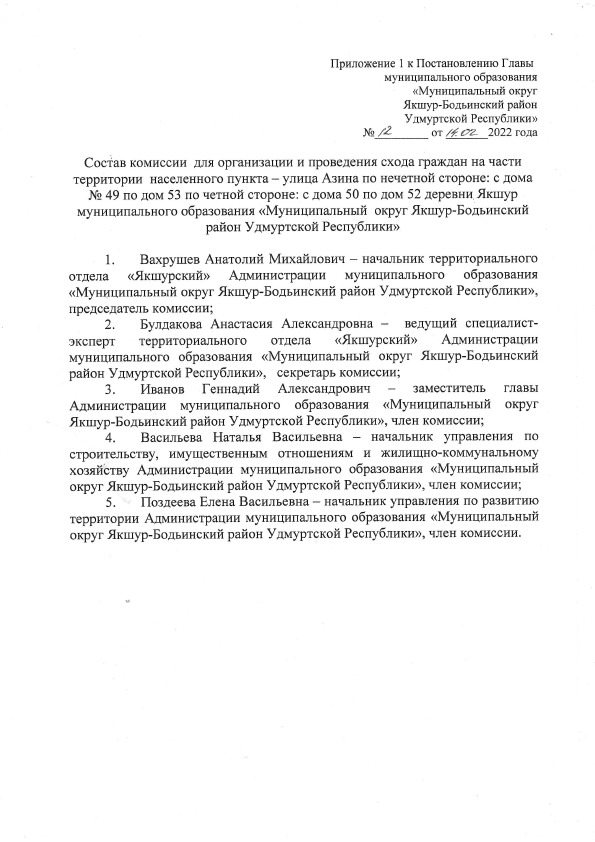 Приложение 1 к Постановлению Главы
муниципального образования
«Муниципальный округ
Якшур-Бодьинский район
Удмуртской Республики»
№ 12 от 14.02 2022 года
Состав комиссии для организации и проведения схода граждан на части
территории населенного пункта – улица Азина по нечетной стороне: с дома
№ 49 по дом 53 по четной стороне: с дома 50 по дом 52 деревни Якшур
муниципального образования «Муниципальный округ Якшур-Бодьинский
район Удмуртской Республики»
1. Вахрушев Анатолий Михайлович – начальник территориального
отдела «Якшурский» Администрации муниципального образования
«Муниципальный округ Якшур-Бодьинский район Удмуртской Республики»,
председатель комиссии;
2. Булдакова Анастасия Александровна – ведущий специалист-
эксперт территориального отдела «Якшурский» Администрации
муниципального образования «Муниципальный округ Якшур-Бодьинский
район Удмуртской Республики», секретарь комиссии;
3. Иванов Геннадий Александрович – заместитель главы
Администрации муниципального образования «Муниципальный округ
Якшур-Бодьинский район Удмуртской Республики», член комиссии;
4. Васильева Наталья Васильевна – начальник управления по
строительству, имущественным отношениям и жилищно-коммунальному
хозяйству Администрации муниципального образования «Муниципальный
округ Якшур-Бодьинский район Удмуртской Республики», член комиссии;
5. Поздеева Елена Васильевна – начальник управления по развитию
территории Администрации муниципального образования «Муниципальный
округ Якшур-Бодьинский район Удмуртской Республики», член комиссии.